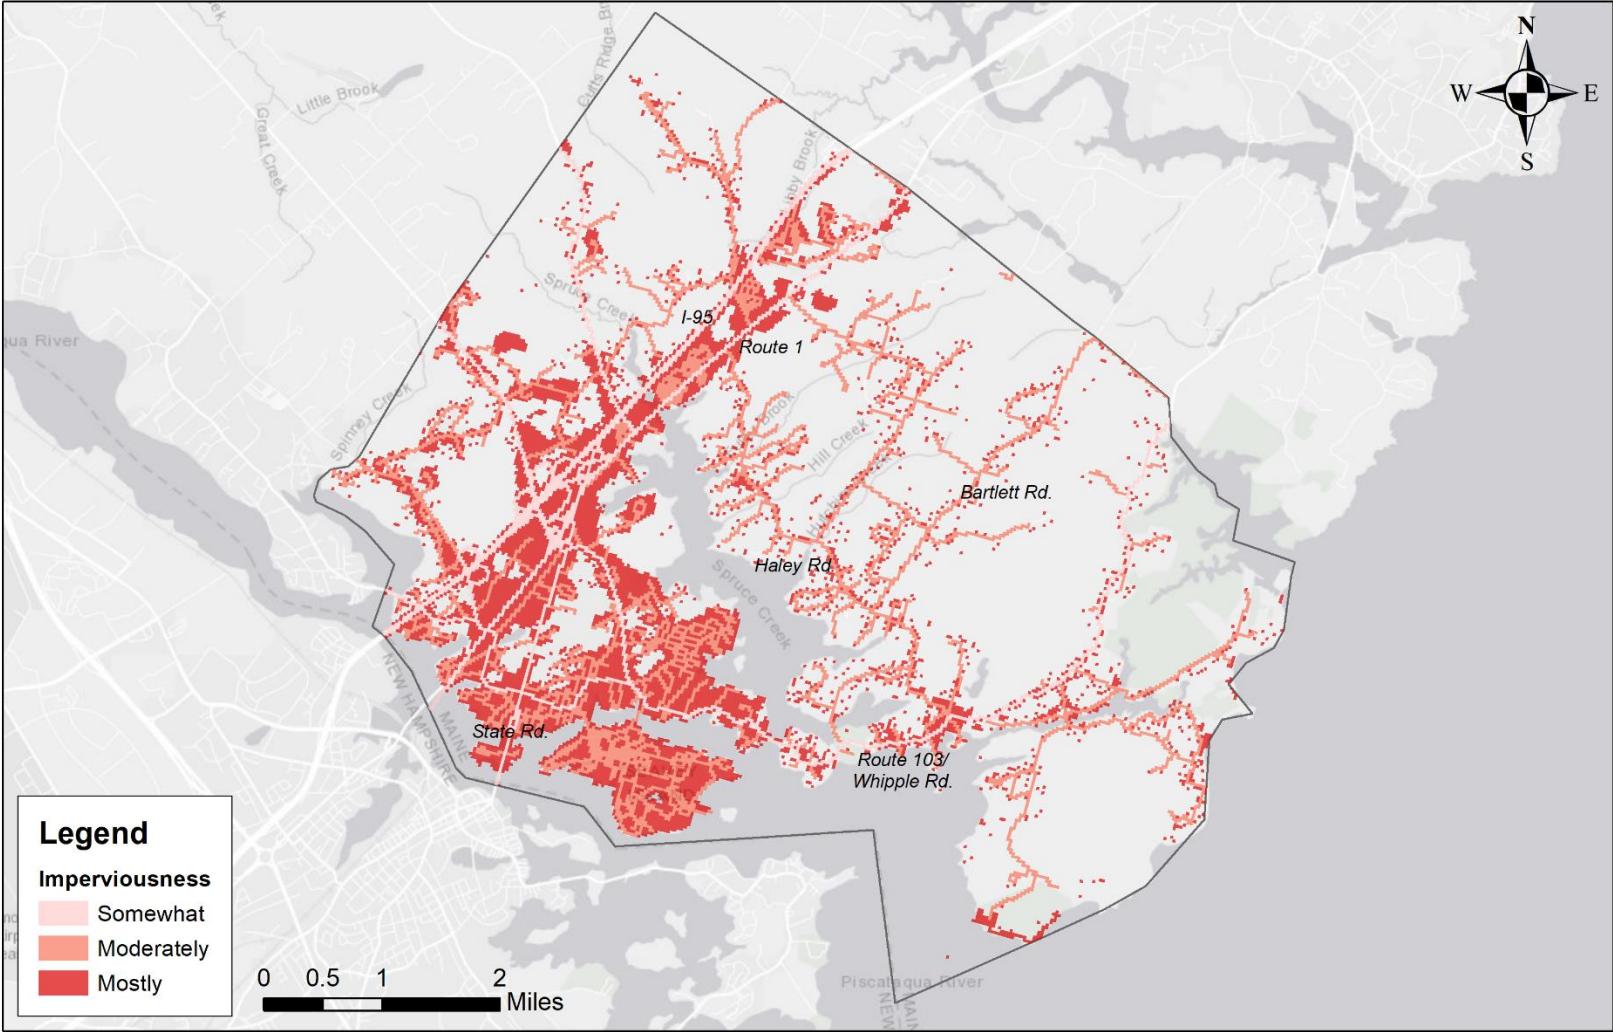 N
W
E
S
Little Brook
Great Creek
Cutts Ridge
Spruce Creek
I-95
Route 1
Spinney Creek
Brook
Hill Creek
Bartlett Rd.
Haley Rd
Spruce Creek
NEW HAMPSHIRE
MAINE
State Rd.
Route 103/
Whipple Rd.
Legend
Imperviousness
Somewhat
Moderately
Mostly
0 0.5 1 2
Miles
Piscataqua River